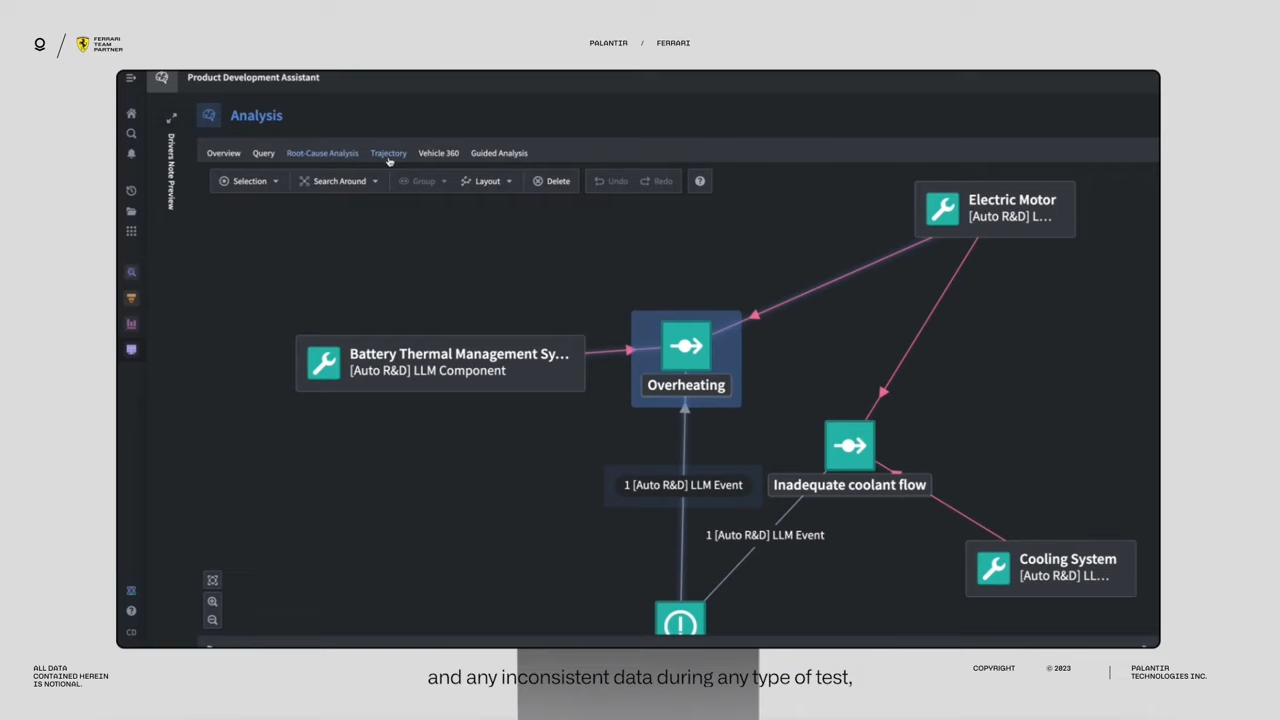 FERRARI
TEAM
PARTNER
PALANTIR / FERRARI
Product Development Assistant
Drivers Note Preview
Analysis
Overview Query Root-Cause Analysis Trajectory Vehicle 360 Guided Analysis
Selection Search Around Group Layout Delete Undo Redo
Electric Motor
[Auto R&D] L...
Battery Thermal Management Sy...
[Auto R&D] LLM Component
Overheating
1 [Auto R&D] LLM Event
Inadequate coolant flow
1 [Auto R&D] LLM Event
Cooling System
[Auto R&D] LL...
CD
and any inconsistent data during any type of test,
ALL DATA
CONTAINED HEREIN
IS NOTIONAL.
COPYRIGHT © 2023
PALANTIR
TECHNOLOGIES INC.